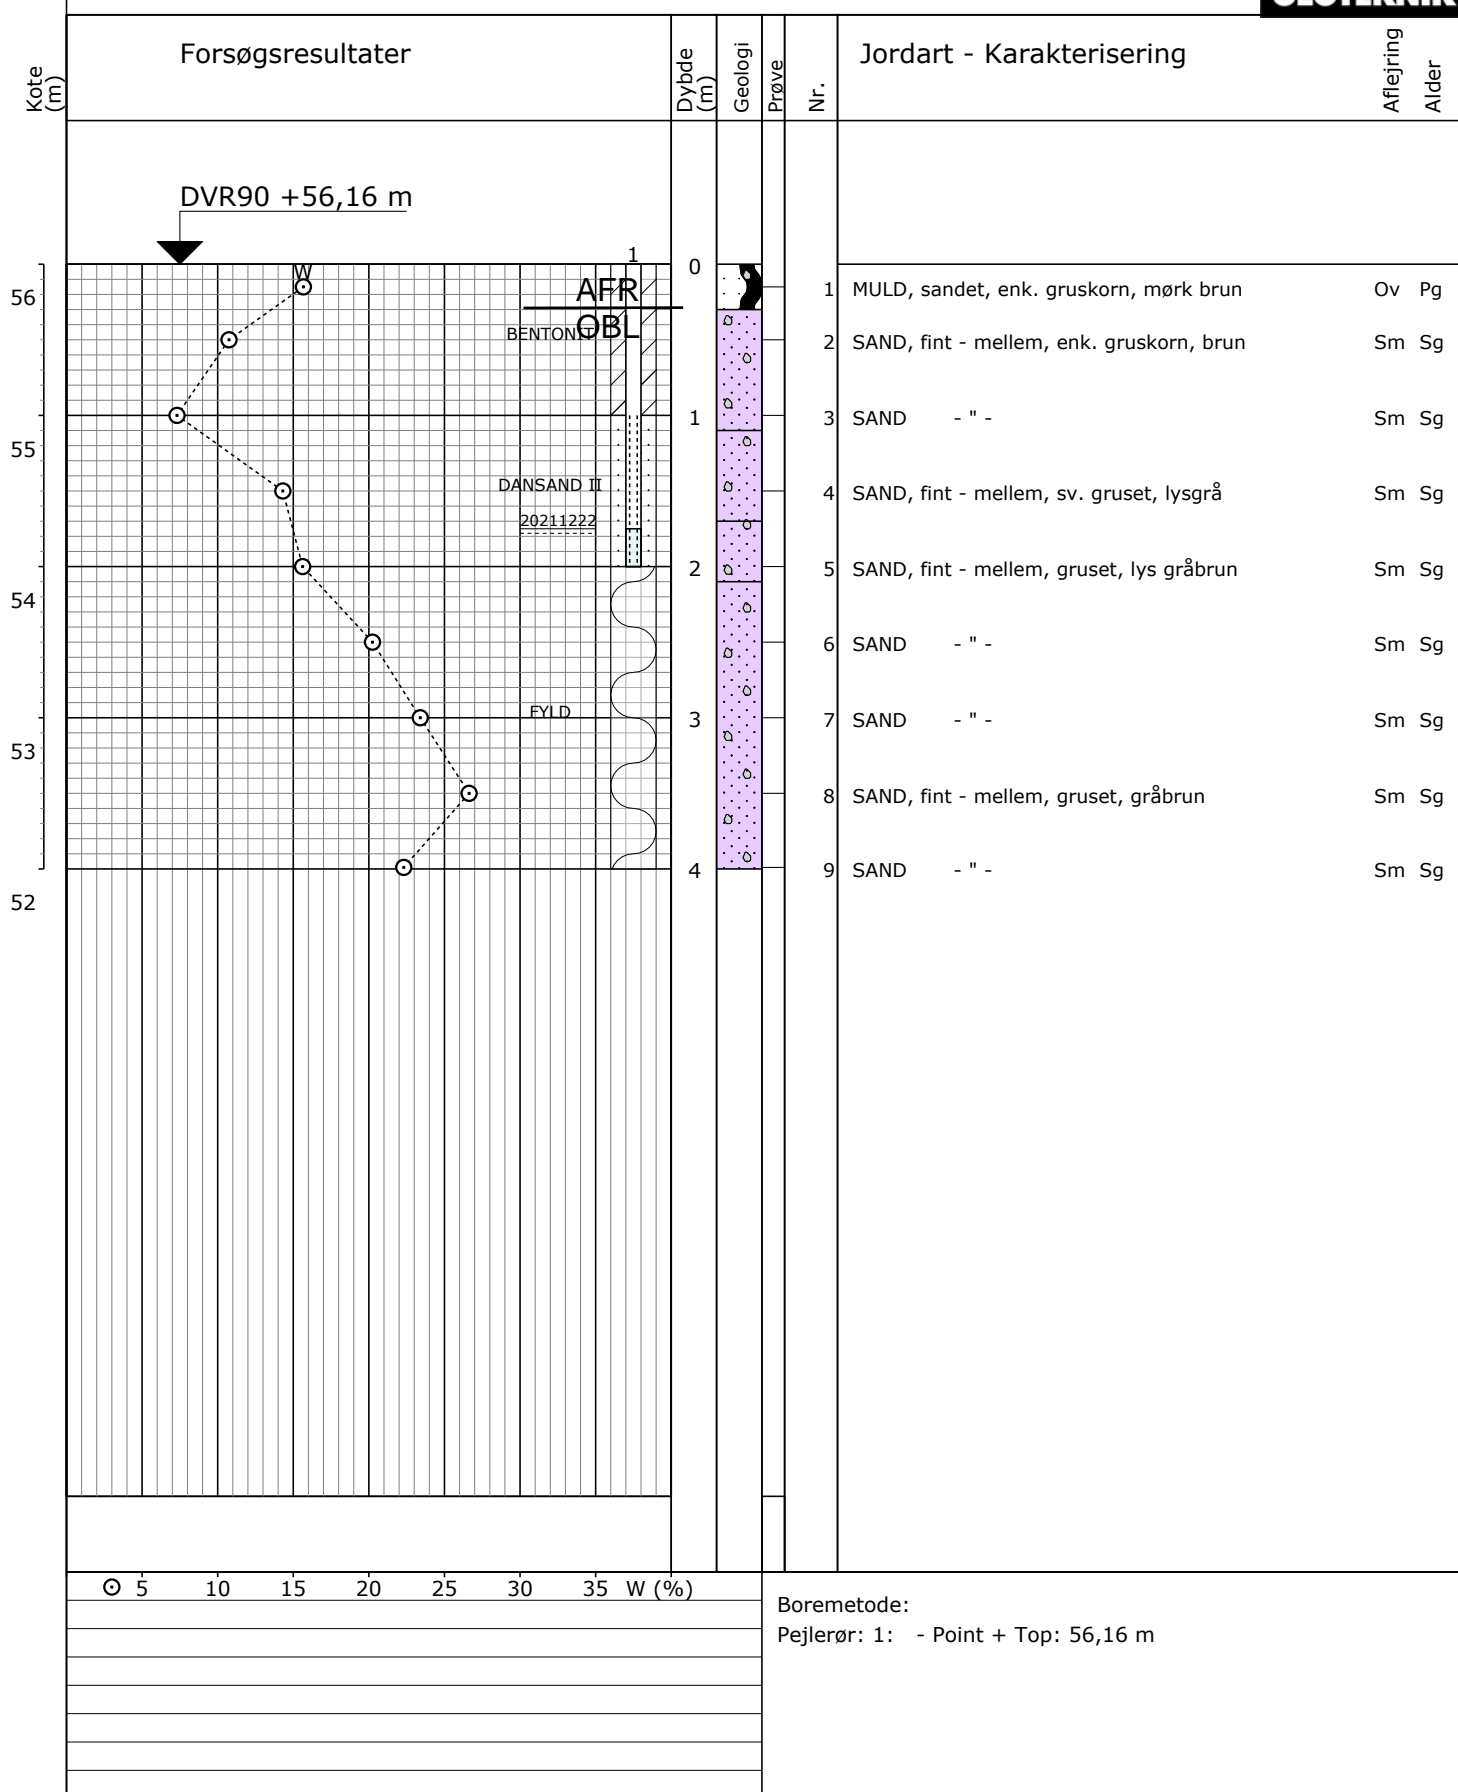 Kote (m)
Forsøgsresultater
Dybde (m)
Geologi
Prøve
Nr.
Jordart - Karakterisering
Aflejring
Alder
DVR90 +56,16 m
1
W
0
AFR
56
1 MULD, sandet, enk. gruskorn, mørk brun Ov Pg
OBL
BENTONIT
2 SAND, fint - mellem, enk. gruskorn, brun Sm Sg
1
3 SAND - " - Sm Sg
55
DANSAND II
4 SAND, fint - mellem, sv. gruset, lysgrå Sm Sg
20211222
2
5 SAND, fint - mellem, gruset, lys gråbrun Sm Sg
54
6 SAND - " - Sm Sg
FYLD
3
7 SAND - " - Sm Sg
53
8 SAND, fint - mellem, gruset, gråbrun Sm Sg
4
9 SAND - " - Sm Sg
52
5 10 15 20 25 30 35 W (%)
Boremetode:
Pejlerør: 1: - Point + Top: 56,16 m